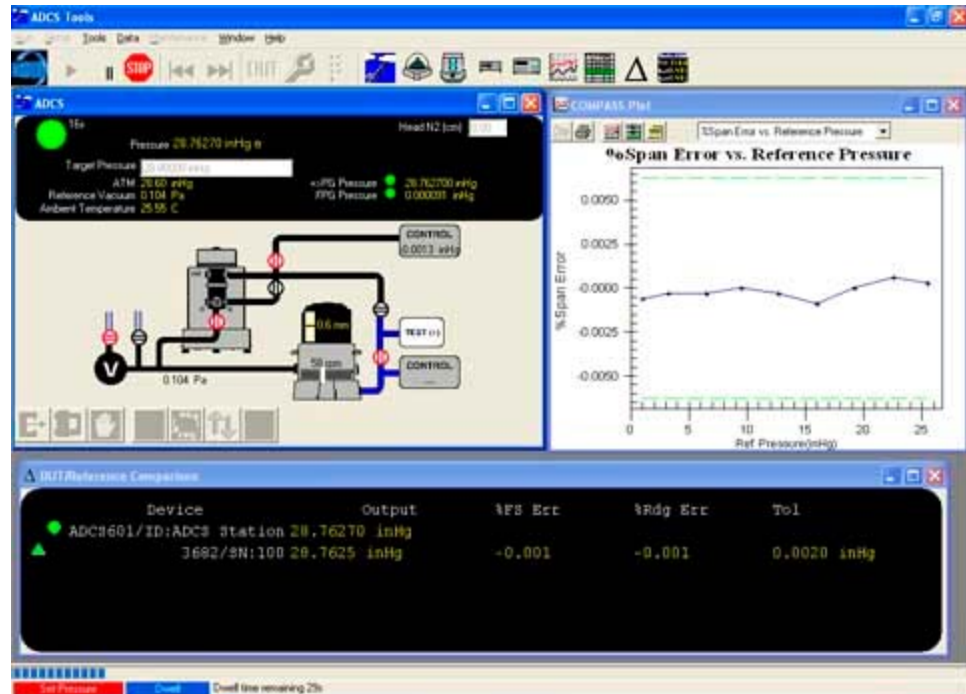 ADCS Tools
Tools Data Window Help
STOP
ADCS
Pressure 28.76270 inHg a
Head N2 (cm)
Target Pressure
ATM 28.60 inHg
Reference Vacuum 0.104 Pa
Ambient Temperature 25.55 C
PG Pressure 28.762700 inHg
FPG Pressure 0.000091 inHg
CONTROL
0.0013 inHg
0.6 mm
TEST (-)
58 rpm
CONTROL
V
0.104 Pa
COMPASS Plot
%Span Error vs. Reference Pressure
%Span Error vs. Reference Pressure
%Span Error
0.0050
0.0025
-0.0000
-0.0025
-0.0050
0 5 10 15 20 25
Ref Pressure(inHg)
DUT/Reference Comparison
Device Output %FS Err %Rdg Err Tol
ADCS601/ID:ADCS Station 28.76270 inHg
3682/SN:100 28.7625 inHg -0.001 -0.001 0.0020 inHg
Set Pressure Dwell Dwell time remaining 29s